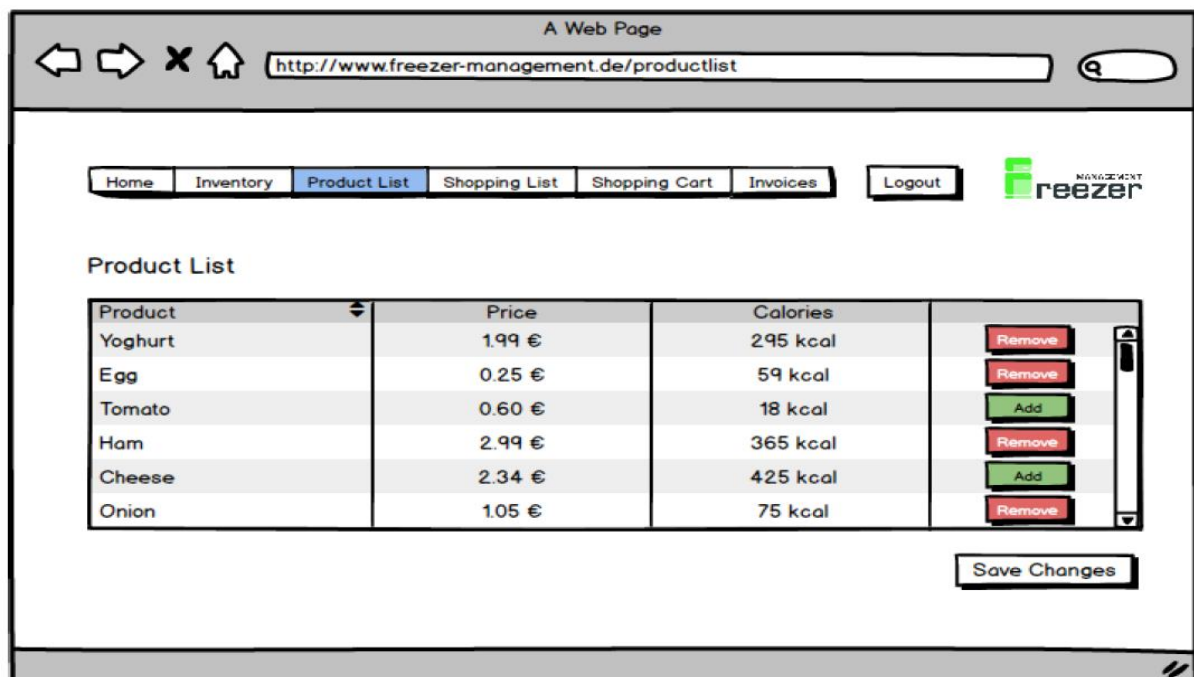 A Web Page
http://www.freezer-management.de/productlist
Home Inventory Product List Shopping List Shopping Cart Invoices Logout
MANAGEMENT
Freezer
Product List
Product Price Calories
Yoghurt 1.99 € 295 kcal Remove
Egg 0.25 € 59 kcal Remove
Tomato 0.60 € 18 kcal Add
Ham 2.99 € 365 kcal Remove
Cheese 2.34 € 425 kcal Add
Onion 1.05 € 75 kcal Remove
Save Changes